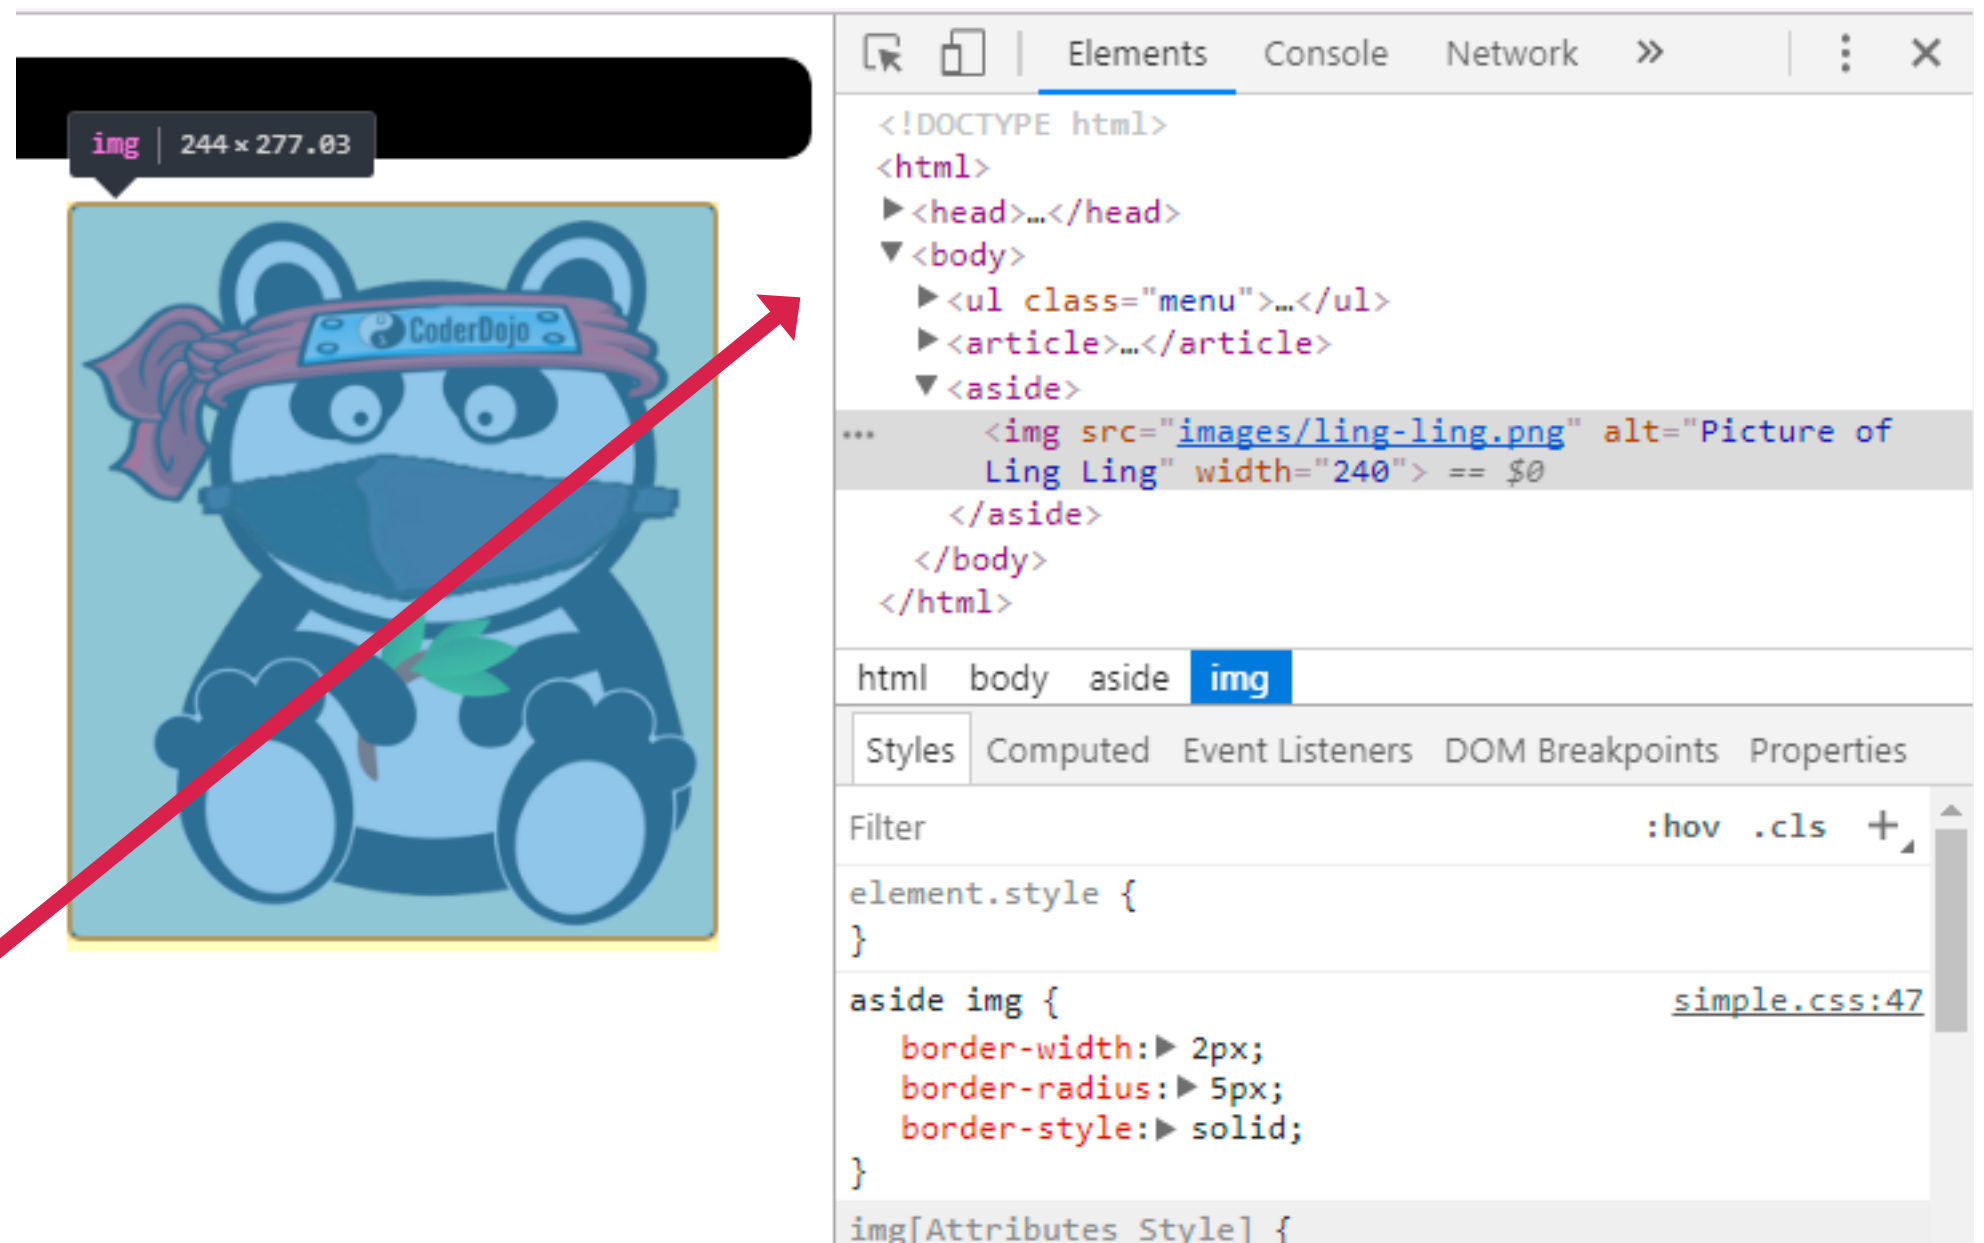 img 244 × 277.03
CoderDojo
Elements Console Network »
<!DOCTYPE html>
<html>
▶<head>…</head>
▼<body>
▶<ul class="menu">…</ul>
▶<article>…</article>
▼<aside>
… <img src="images/ling-ling.png" alt="Picture of
Ling Ling" width="240"> == $0
</aside>
</body>
</html>
html body aside img
Styles Computed Event Listeners DOM Breakpoints Properties
Filter :hov .cls +
element.style {
}
aside img { simple.css:47
border-width:▶ 2px;
border-radius:▶ 5px;
border-style:▶ solid;
}
img[Attributes Style] {